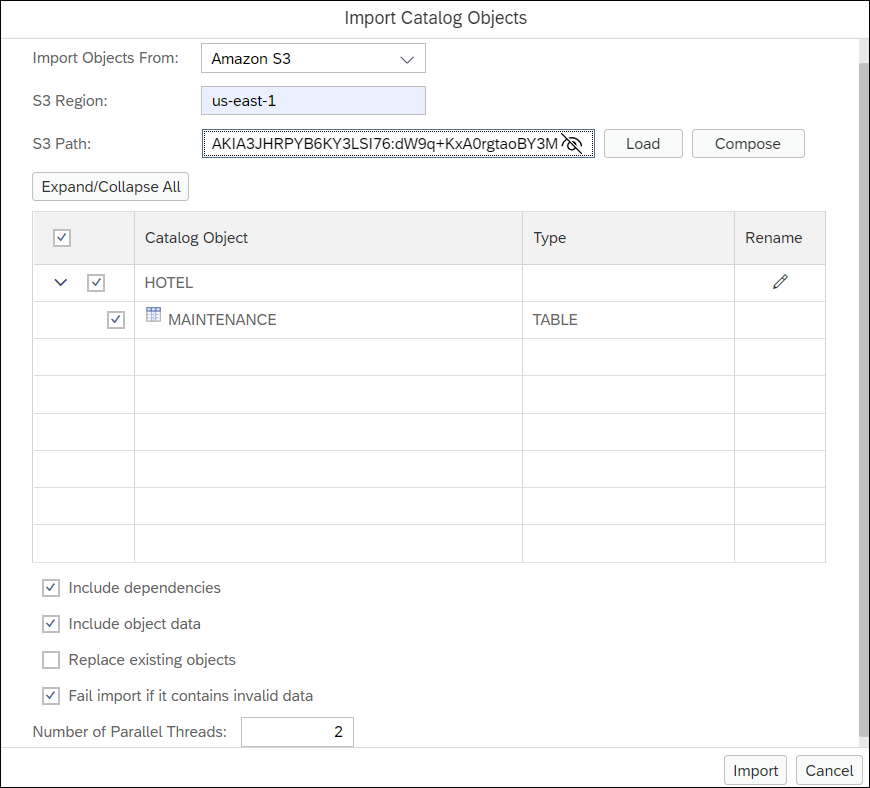 Import Catalog Objects
Import Objects From: Amazon S3
S3 Region: us-east-1
S3 Path: AKIA3JHRPYB6KY3LSI76:dW9q+KxA0rgtaoBY3M Load Compose
Expand/Collapse All
Catalog Object Type Rename
HOTEL
MAINTENANCE TABLE
Include dependencies
Include object data
Replace existing objects
Fail import if it contains invalid data
Number of Parallel Threads: 2
Import Cancel